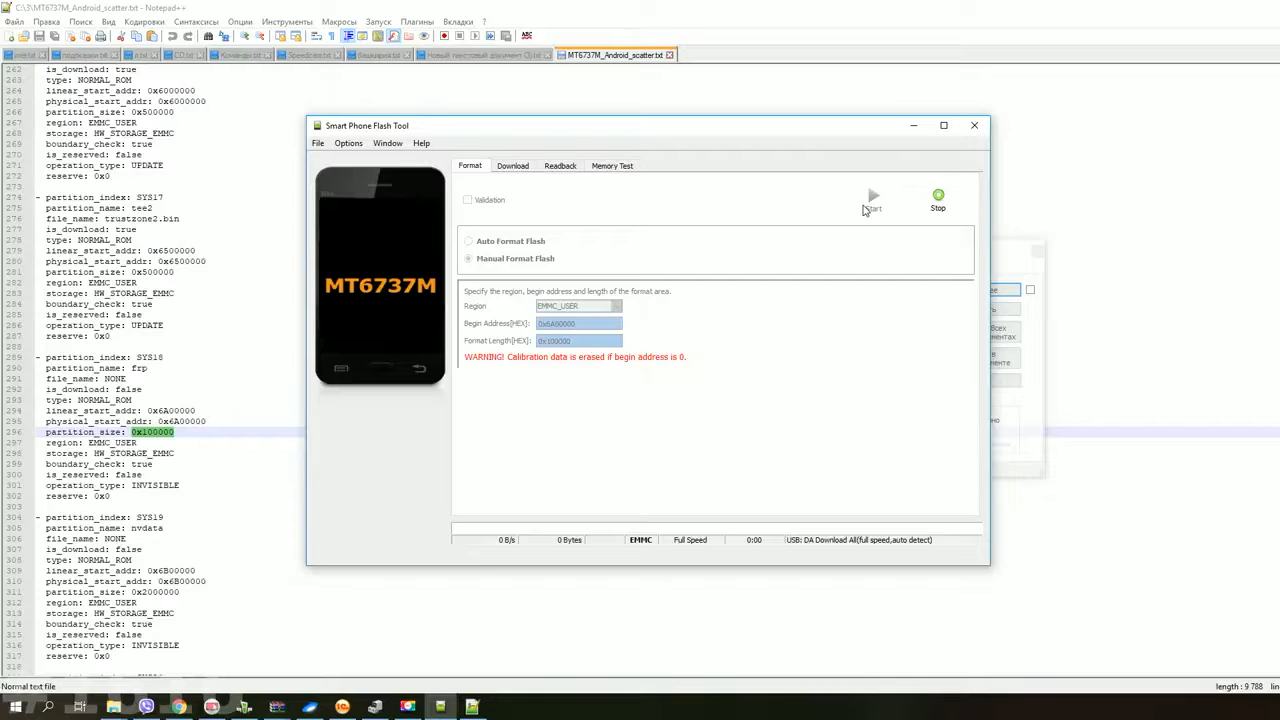 C:\3\MT6737M_Android_scatter.txt - Notepad++
Файл Правка Поиск Вид Кодировки Синтаксисы Опции Инструменты Макросы Запуск Плагины Вкладки ?
MT6737M_Android_scatter.txt
262 is_download: true
263 type: NORMAL_ROM
264 linear_start_addr: 0x6000000
265 physical_start_addr: 0x6000000
266 partition_size: 0x500000
267 region: EMMC_USER
268 storage: HW_STORAGE_EMMC
269 boundary_check: true
270 is_reserved: false
271 operation_type: UPDATE
272 reserve: 0x0
273
274 - partition_index: SYS17
275 partition_name: tee2
276 file_name: trustzone2.bin
277 is_download: true
278 type: NORMAL_ROM
279 linear_start_addr: 0x6500000
280 physical_start_addr: 0x6500000
281 partition_size: 0x500000
282 region: EMMC_USER
283 storage: HW_STORAGE_EMMC
284 boundary_check: true
285 is_reserved: false
286 operation_type: UPDATE
287 reserve: 0x0
288
289 - partition_index: SYS18
290 partition_name: frp
291 file_name: NONE
292 is_download: false
293 type: NORMAL_ROM
294 linear_start_addr: 0x6A00000
295 physical_start_addr: 0x6A00000
296 partition_size: 0x100000
297 region: EMMC_USER
298 storage: HW_STORAGE_EMMC
299 boundary_check: true
300 is_reserved: false
301 operation_type: INVISIBLE
302 reserve: 0x0
303
304 - partition_index: SYS19
305 partition_name: nvdata
306 file_name: NONE
307 is_download: false
308 type: NORMAL_ROM
309 linear_start_addr: 0x6B00000
310 physical_start_addr: 0x6B00000
311 partition_size: 0x2000000
312 region: EMMC_USER
313 storage: HW_STORAGE_EMMC
314 boundary_check: true
315 is_reserved: false
316 operation_type: INVISIBLE
317 reserve: 0x0
318
Smart Phone Flash Tool
File Options Window Help
Format Download Readback Memory Test
Validation
Start Stop
Auto Format Flash
Manual Format Flash
MT6737M
Specify the region, begin address and length of the format area.
Region EMMC_USER
Begin Address[HEX]: 0x6A00000
Format Length[HEX]: 0x100000
WARNING! Calibration data is erased if begin address is 0.
0 B/s 0 Bytes EMMC Full Speed 0:00 USB: DA Download All(full speed,auto detect)
Normal text file
length : 9 788